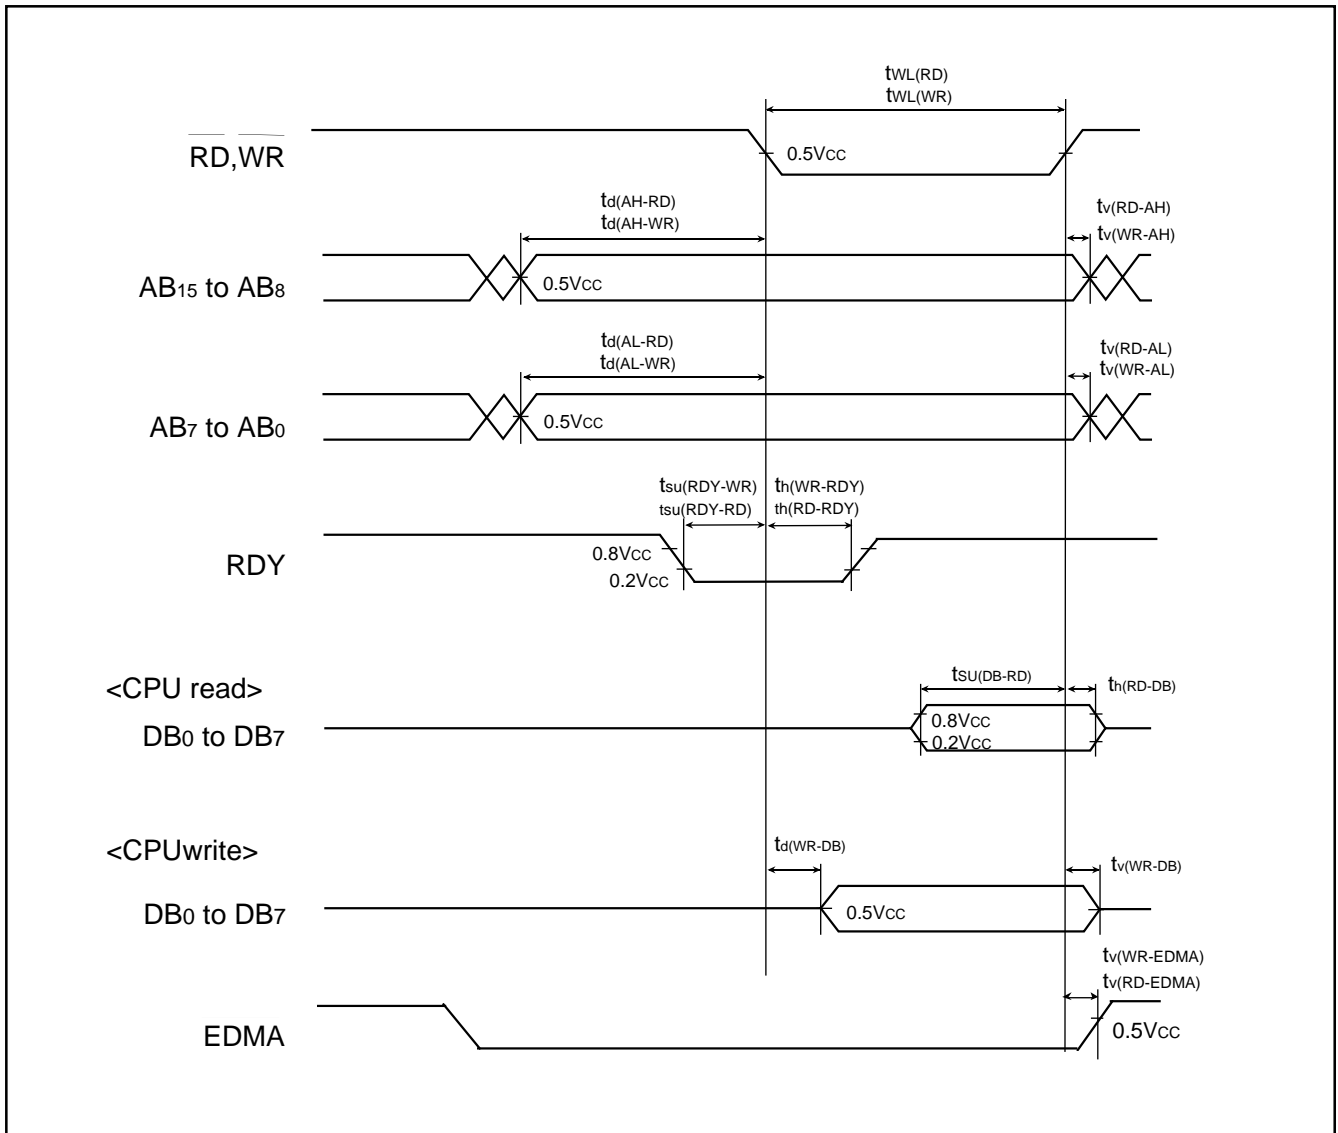 tWL(RD)
tWL(WR)
RD,WR
0.5VCC
td(AH-RD)
td(AH-WR)
tv(RD-AH)
tv(WR-AH)
AB15 to AB8
0.5VCC
td(AL-RD)
td(AL-WR)
tv(RD-AL)
tv(WR-AL)
AB7 to AB0
0.5VCC
tsu(RDY-WR)
tsu(RDY-RD)
th(WR-RDY)
th(RD-RDY)
RDY
0.8VCC
0.2VCC
<CPU read>
tSU(DB-RD)
th(RD-DB)
DB0 to DB7
0.8VCC
0.2VCC
<CPUwrite>
td(WR-DB)
tv(WR-DB)
DB0 to DB7
0.5VCC
tv(WR-EDMA)
tv(RD-EDMA)
EDMA
0.5VCC